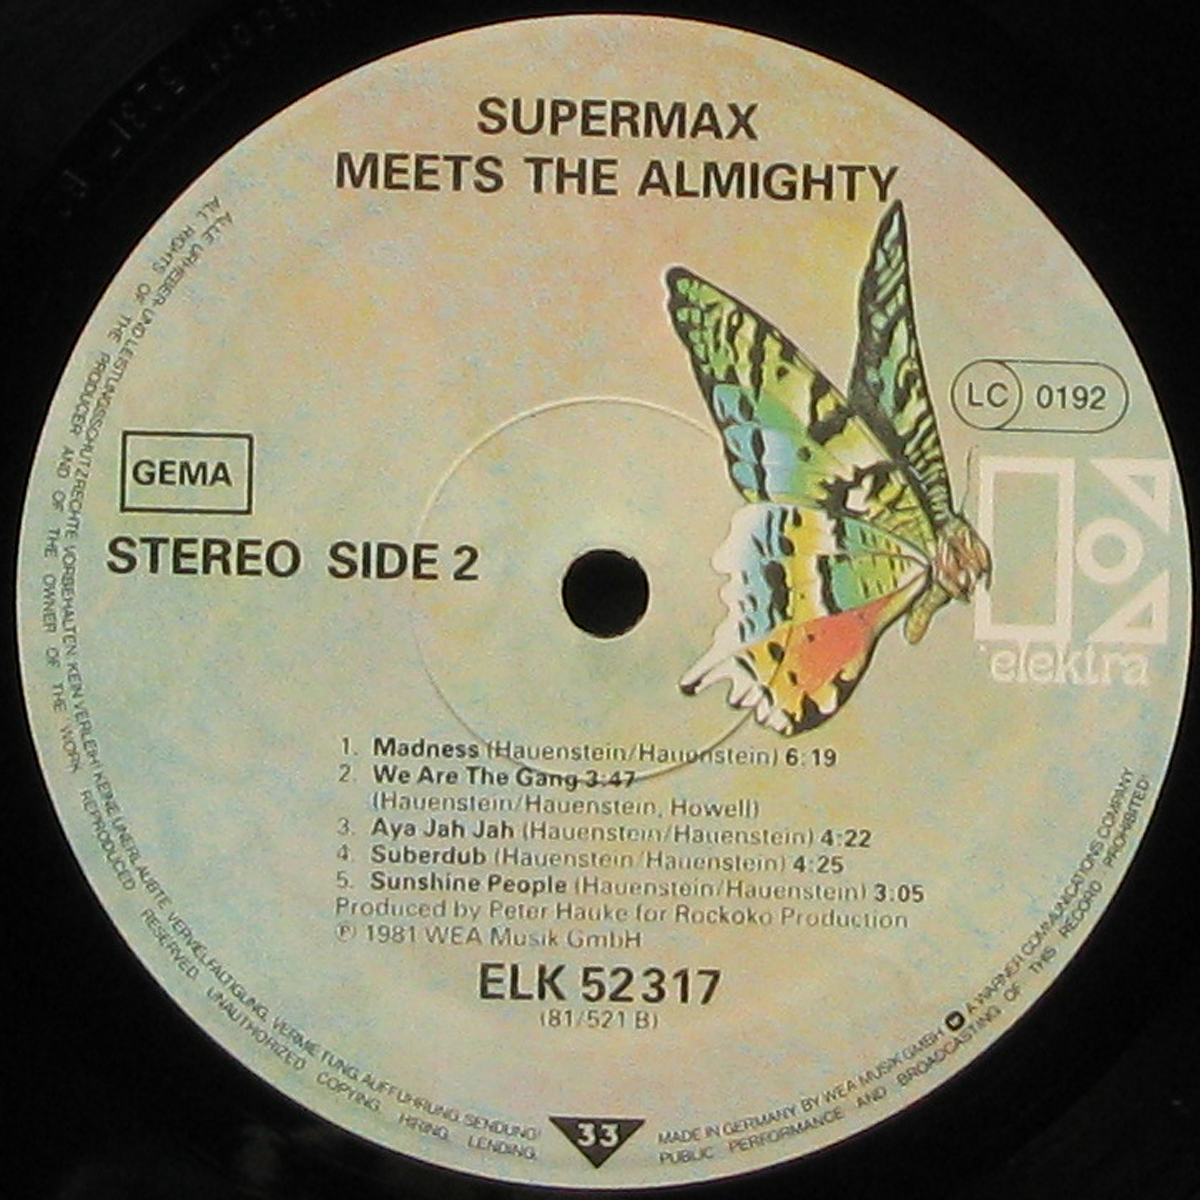 SUPERMAX
MEETS THE ALMIGHTY
LC 0192
GEMA
STEREO SIDE 2
elektra
1. Madness (Hauenstein/Hauenstein) 6:19
2. We Are The Gang 3:47
(Hauenstein/Hauenstein, Howell)
3. Aya Jah Jah (Hauenstein/Hauenstein) 4:22
4. Suberdub (Hauenstein/Hauenstein) 4:25
5. Sunshine People (Hauenstein/Hauenstein) 3:05
Produced by Peter Hauke for Rockoko Production
℗ 1981 WEA Musik GmbH
ELK 52317
(81/521 B)
33
ALLE URHEBER- UND LEISTUNGSSCHUTZRECHTE VORBEHALTEN. KEIN VERLEIH! KEINE UNERLAUBTE VERVIELFÄLTIGUNG, VERMIETUNG, AUFFÜHRUNG, SENDUNG!
ALL RIGHTS OF THE PRODUCER AND OF THE OWNER OF THE WORK REPRODUCED RESERVED. UNAUTHORIZED COPYING, HIRING, LENDING,
MADE IN GERMANY BY WEA MUSIK GMBH A WARNER COMMUNICATIONS COMPANY
PUBLIC PERFORMANCE AND BROADCASTING OF THIS RECORD PROHIBITED!